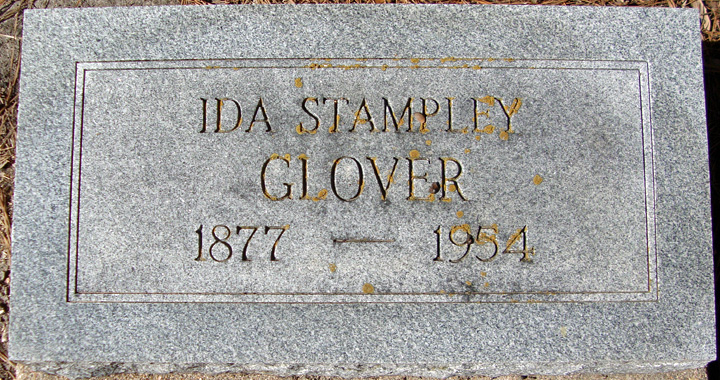 IDA STAMPLEY
GLOVER
1877 — 1954